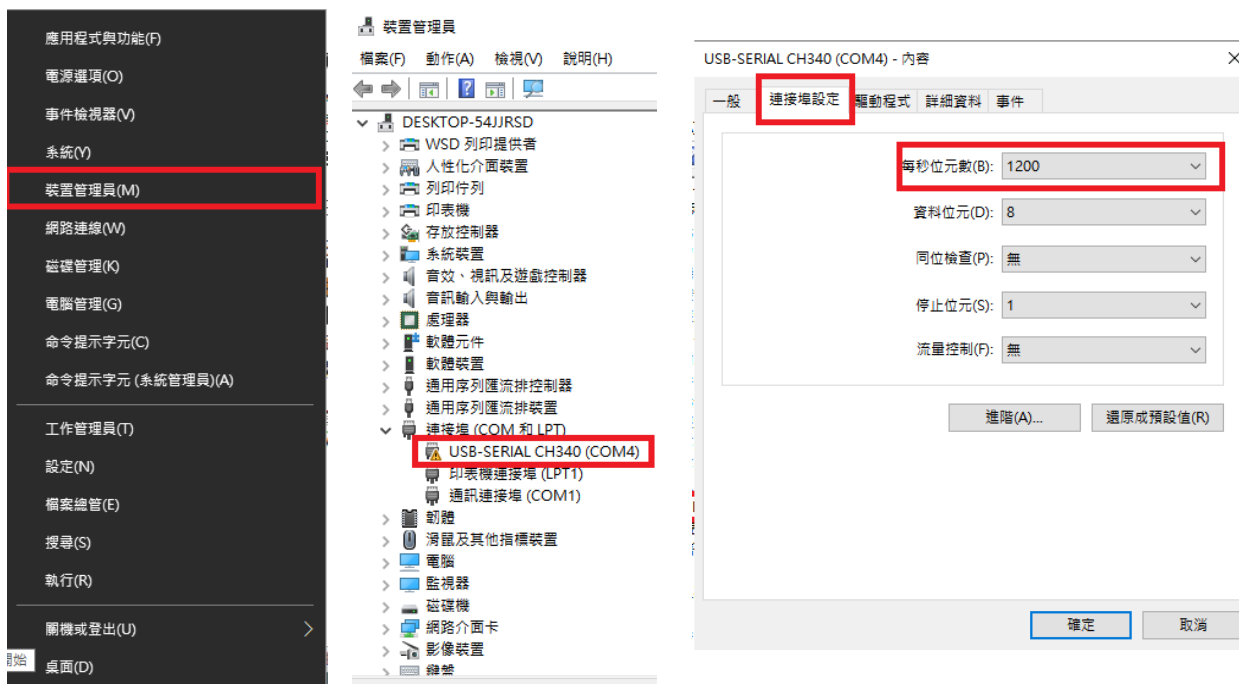 應用程式與功能(F)
電源選項(O)
事件檢視器(V)
系統(Y)
裝置管理員(M)
網路連線(W)
磁碟管理(K)
電腦管理(G)
命令提示字元(C)
命令提示字元 (系統管理員)(A)
工作管理員(T)
設定(N)
檔案總管(E)
搜尋(S)
執行(R)
關機或登出(U)
開始
桌面(D)
裝置管理員
檔案(F) 動作(A) 檢視(V) 說明(H)
DESKTOP-54JJRSD
WSD 列印提供者
人性化介面裝置
列印佇列
印表機
存放控制器
系統裝置
音效、視訊及遊戲控制器
音訊輸入與輸出
處理器
軟體元件
軟體裝置
通用序列匯流排控制器
通用序列匯流排裝置
連接埠 (COM 和 LPT)
USB-SERIAL CH340 (COM4)
印表機連接埠 (LPT1)
通訊連接埠 (COM1)
韌體
滑鼠及其他指標裝置
電腦
監視器
磁碟機
網路介面卡
影像裝置
鍵盤
USB-SERIAL CH340 (COM4) - 內容
一般 連接埠設定 驅動程式 詳細資料 事件
每秒位元數(B): 1200
資料位元(D): 8
同位檢查(P): 無
停止位元(S): 1
流量控制(F): 無
進階(A)... 還原成預設值(R)
確定 取消